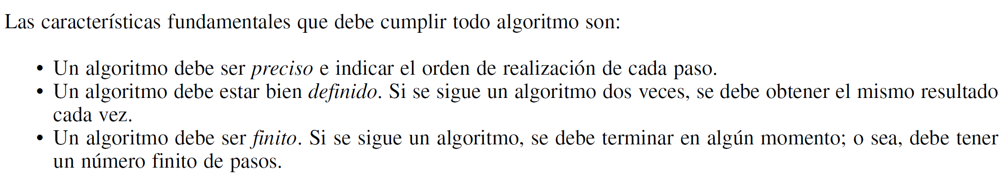 Las características fundamentales que debe cumplir todo algoritmo son:
• Un algoritmo debe ser preciso e indicar el orden de realización de cada paso.
• Un algoritmo debe estar bien definido. Si se sigue un algoritmo dos veces, se debe obtener el mismo resultado
cada vez.
• Un algoritmo debe ser finito. Si se sigue un algoritmo, se debe terminar en algún momento; o sea, debe tener
un número finito de pasos.